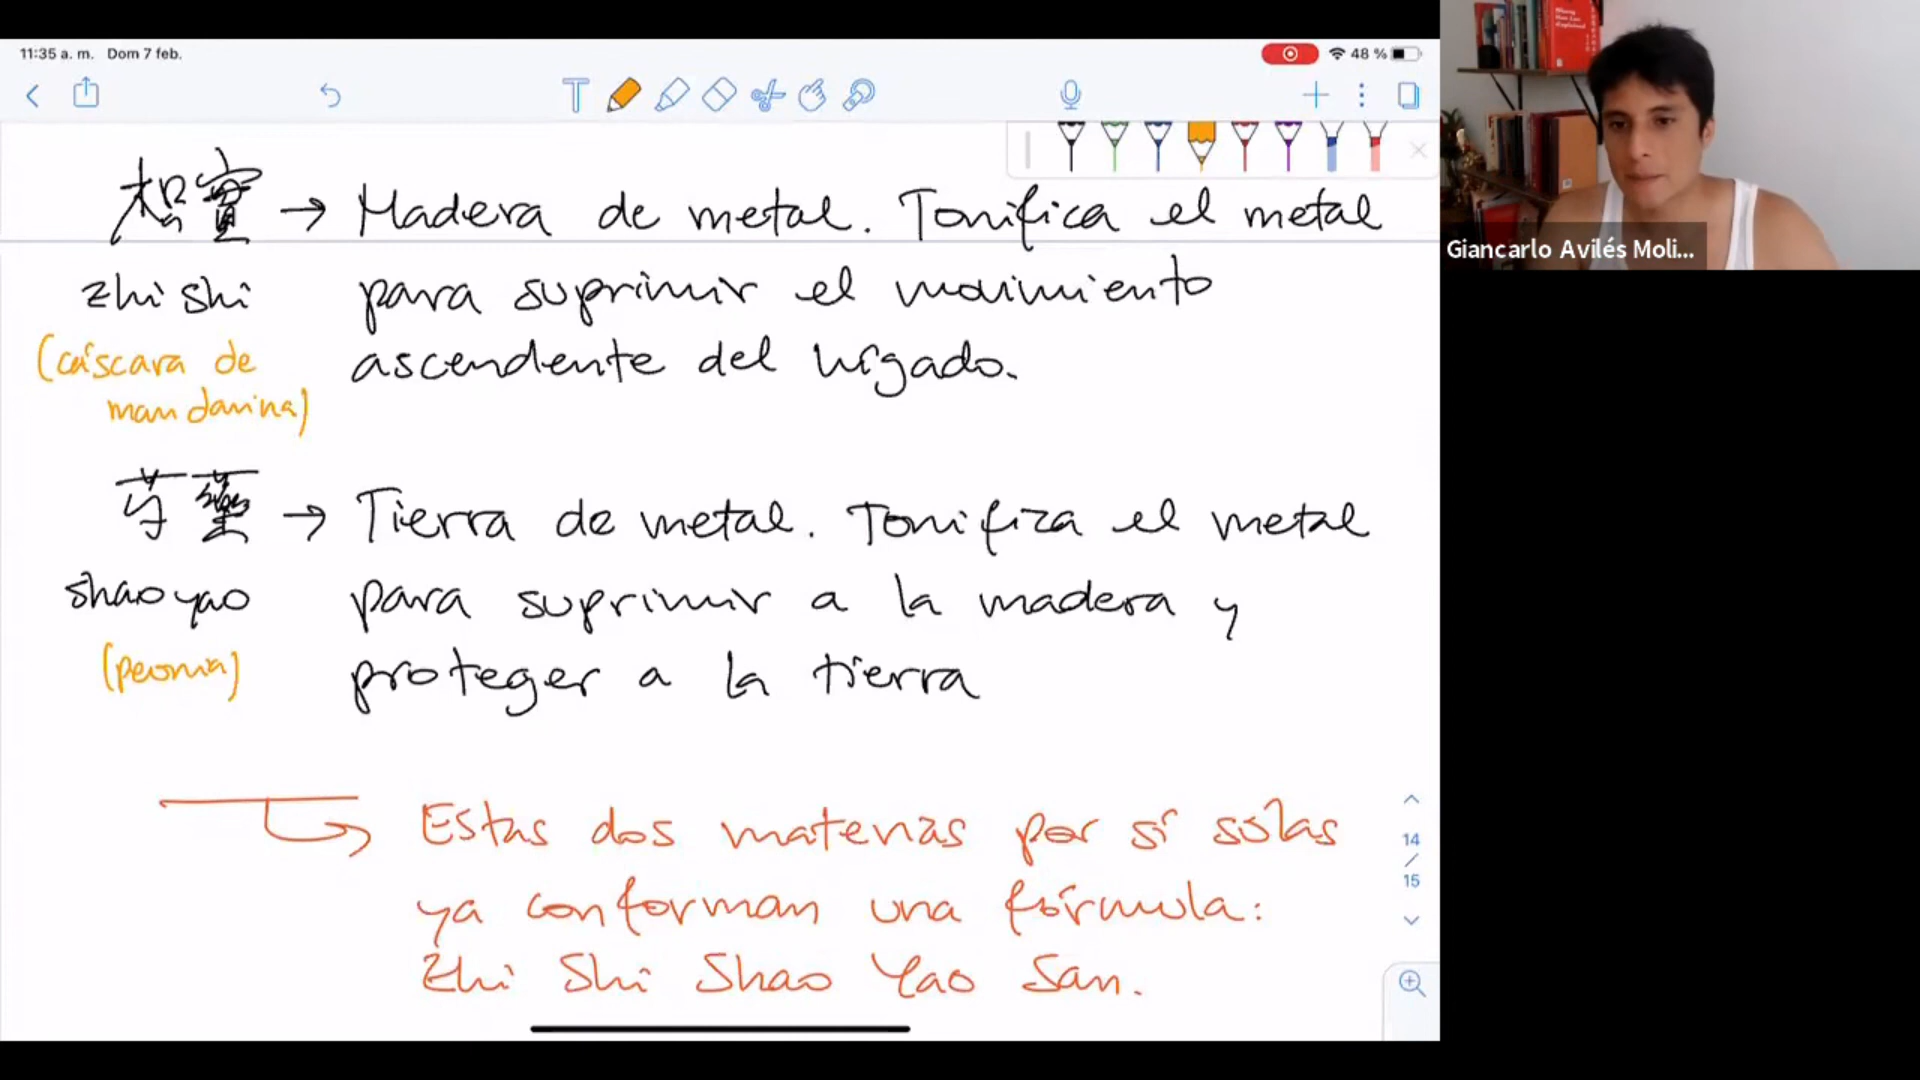 11:35 a. m. Dom 7 feb.
48 %
枳實 → Madera de metal. Tonifica el metal
zhi shi para suprimir el movimiento
(cáscara de ascendente del hígado.
mandarina)
芍藥 → Tierra de metal. Tonifica el metal
shao yao para suprimir a la madera y
(peonia) proteger a la tierra
Estas dos materias por sí solas
ya conforman una fórmula:
Zhi Shi Shao Yao San.
14
/
15
Giancarlo Avilés Moli...